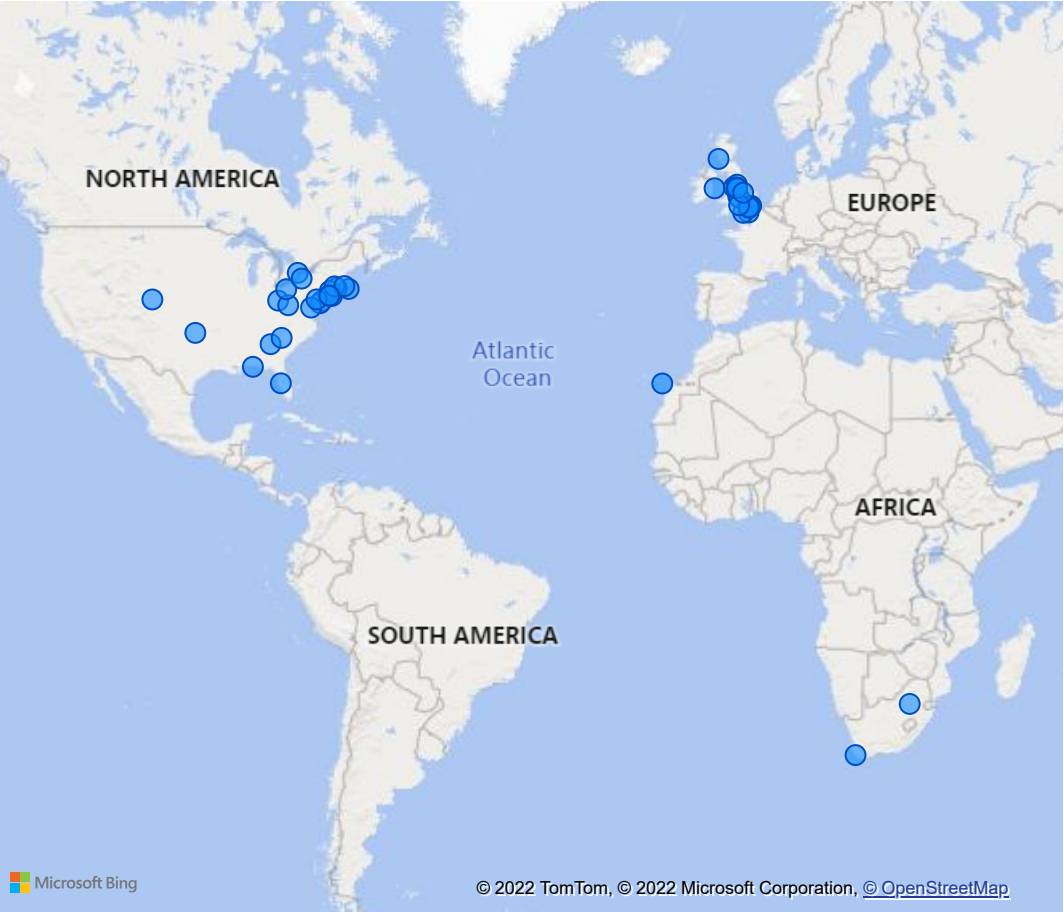 NORTH AMERICA
EUROPE
Atlantic
Ocean
AFRICA
SOUTH AMERICA
Microsoft Bing
© 2022 TomTom, © 2022 Microsoft Corporation, © OpenStreetMap